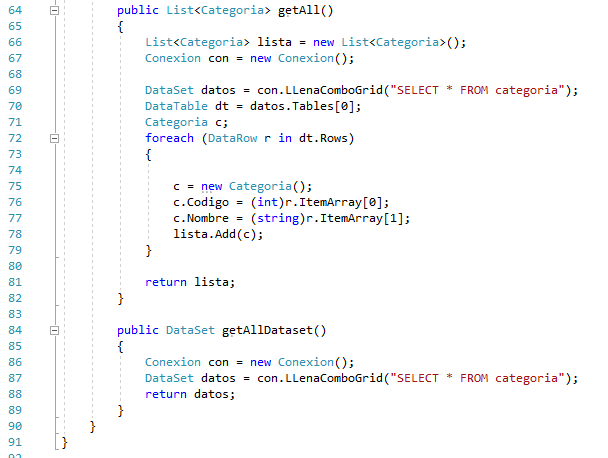 64 public List<Categoria> getAll()
65 {
66 List<Categoria> lista = new List<Categoria>();
67 Conexion con = new Conexion();
68
69 DataSet datos = con.LLenaComboGrid("SELECT * FROM categoria");
70 DataTable dt = datos.Tables[0];
71 Categoria c;
72 foreach (DataRow r in dt.Rows)
73 {
74
75 c = new Categoria();
76 c.Codigo = (int)r.ItemArray[0];
77 c.Nombre = (string)r.ItemArray[1];
78 lista.Add(c);
79 }
80
81 return lista;
82 }
83
84 public DataSet getAllDataset()
85 {
86 Conexion con = new Conexion();
87 DataSet datos = con.LLenaComboGrid("SELECT * FROM categoria");
88 return datos;
89 }
90 }
91 }
92